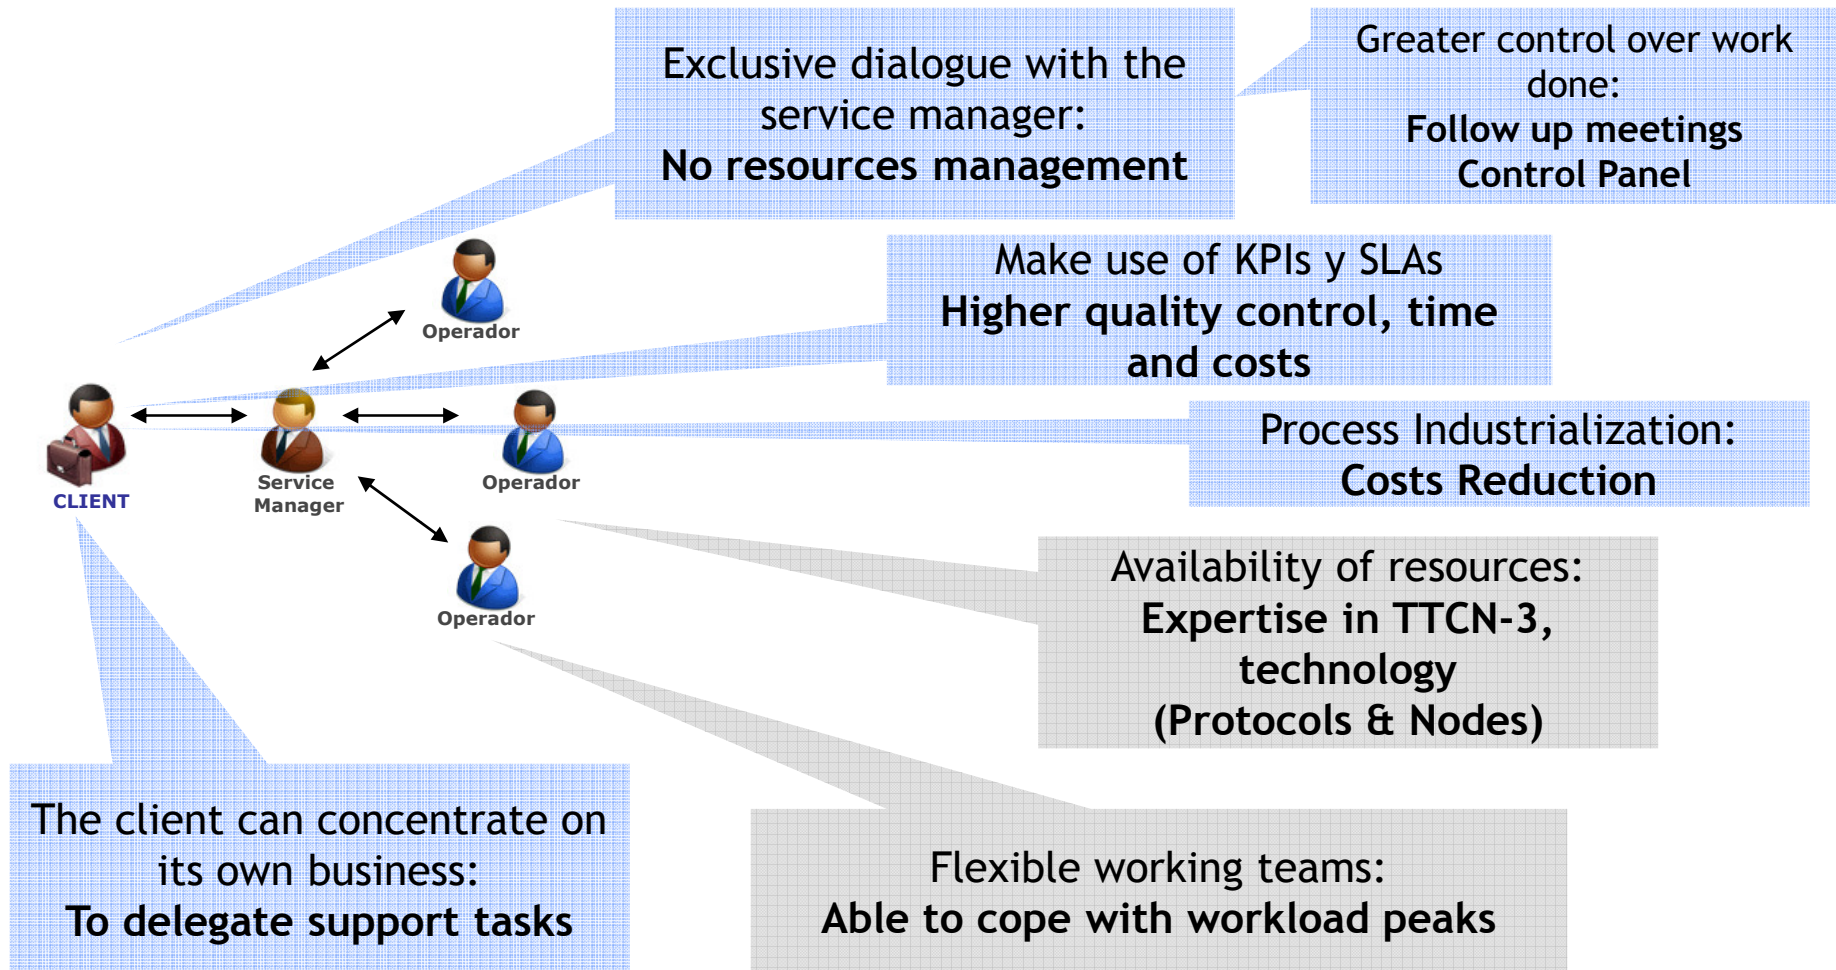 Exclusive dialogue with the
service manager:
No resources management
Greater control over work
done:
Follow up meetings
Control Panel
Make use of KPIs y SLAs
Higher quality control, time
and costs
Operador
Process Industrialization:
Costs Reduction
CLIENT
Service
Manager
Operador
Operador
Availability of resources:
Expertise in TTCN-3,
technology
(Protocols & Nodes)
The client can concentrate on
its own business:
To delegate support tasks
Flexible working teams:
Able to cope with workload peaks